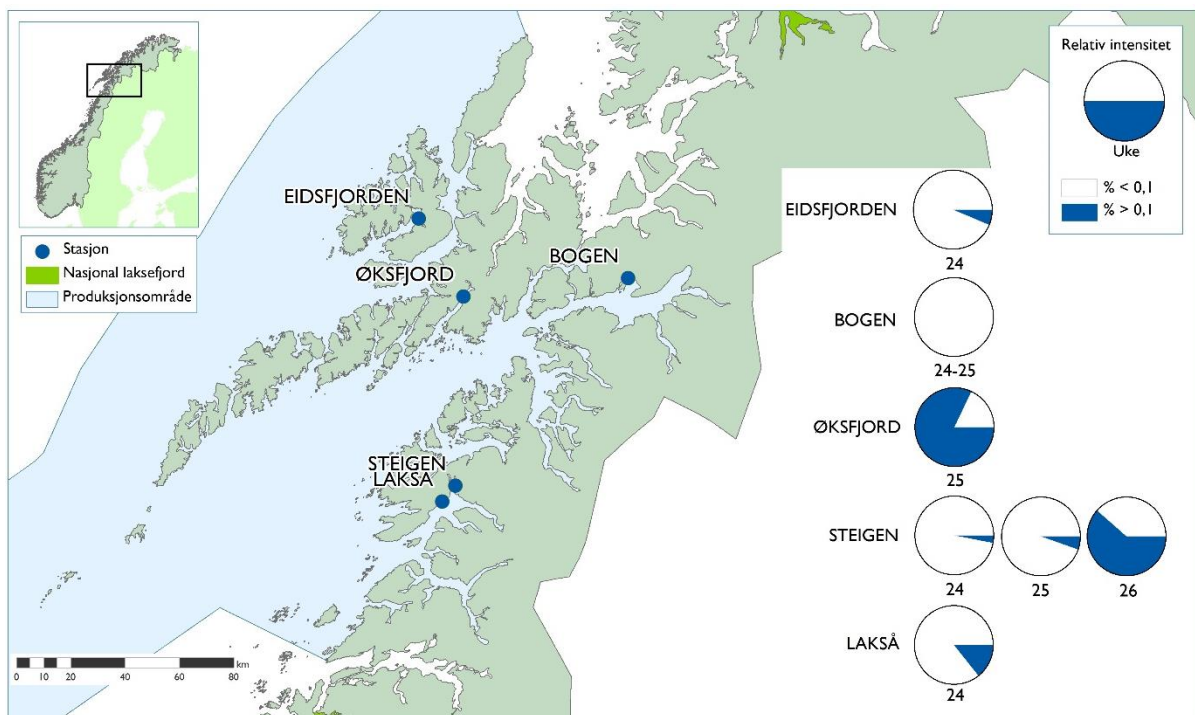 Stasjon
Nasjonal laksefjord
Produksjonsområde
EIDSFJORDEN
ØKSFJORD
BOGEN
STEIGEN
LAKSÅ
km
0 10 20 40 60 80
Relativ intensitet
Uke
% < 0,1
% > 0,1
EIDSFJORDEN
24
BOGEN
24-25
ØKSFJORD
25
STEIGEN
24 25 26
LAKSÅ
24